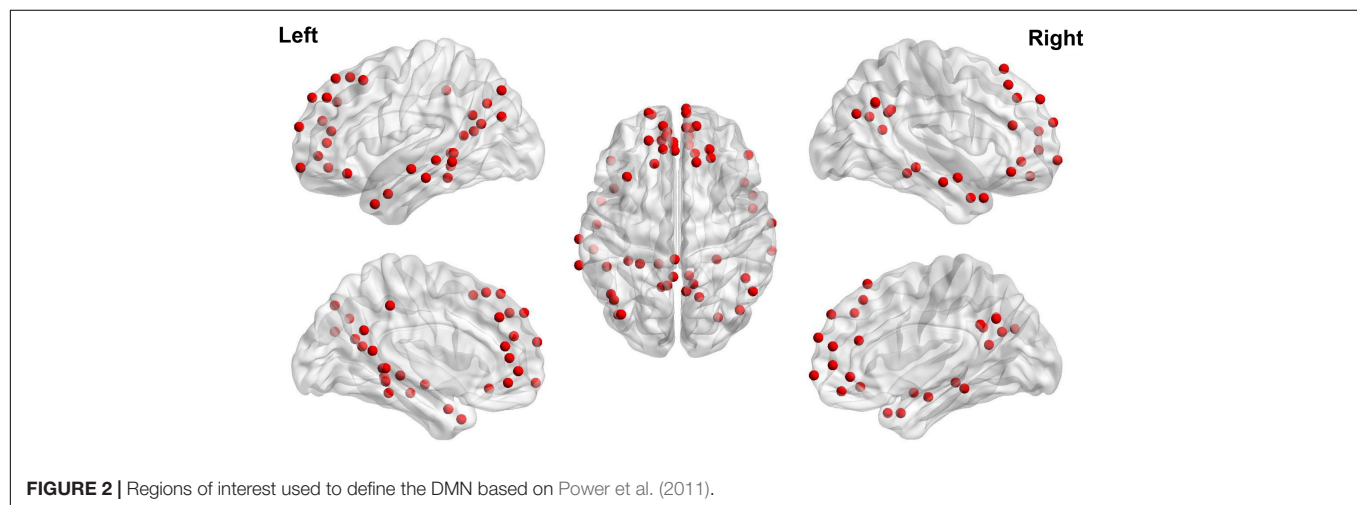 Left
Right
FIGURE 2 | Regions of interest used to define the DMN based on Power et al. (2011).